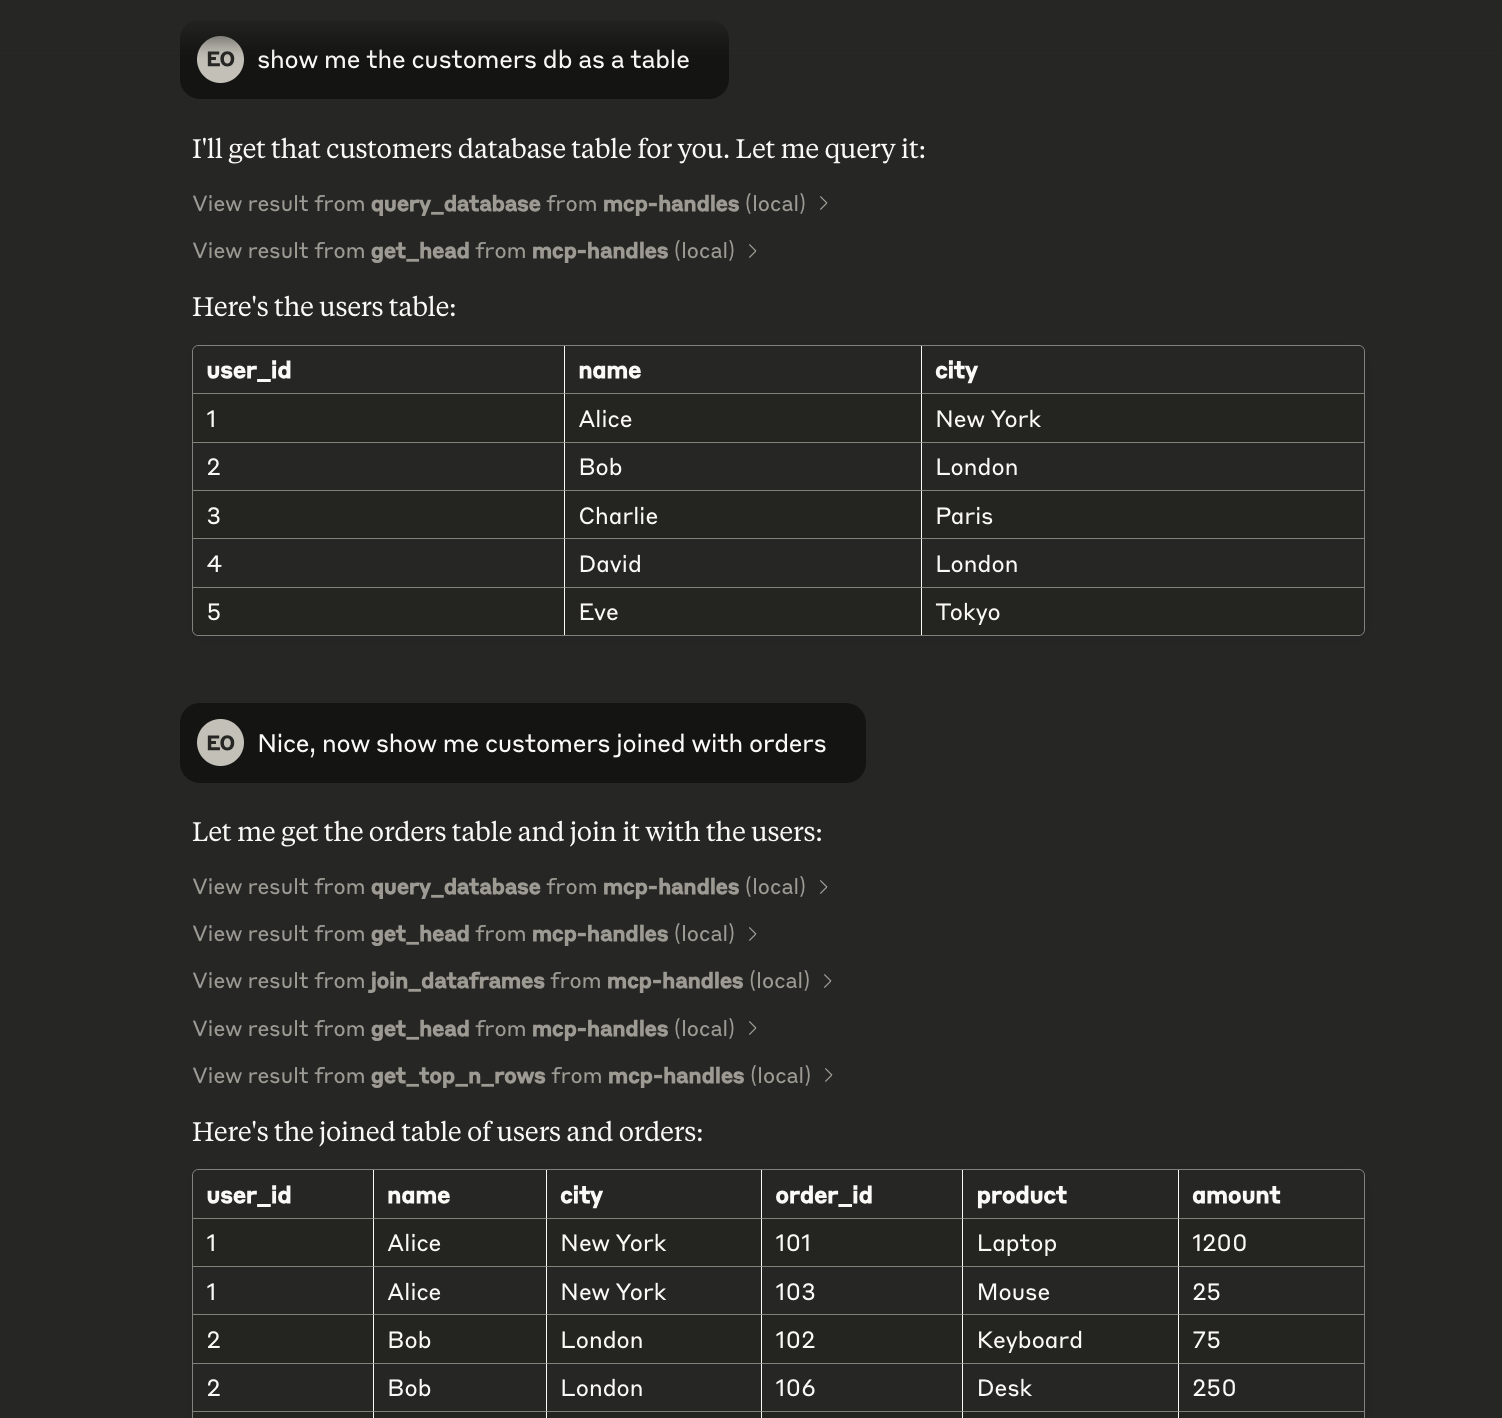 EO show me the customers db as a table
I'll get that customers database table for you. Let me query it:
View result from query_database from mcp-handles (local)
View result from get_head from mcp-handles (local)
Here's the users table:
user_id name city
1 Alice New York
2 Bob London
3 Charlie Paris
4 David London
5 Eve Tokyo
EO Nice, now show me customers joined with orders
Let me get the orders table and join it with the users:
View result from query_database from mcp-handles (local)
View result from get_head from mcp-handles (local)
View result from join_dataframes from mcp-handles (local)
View result from get_head from mcp-handles (local)
View result from get_top_n_rows from mcp-handles (local)
Here's the joined table of users and orders:
user_id name city order_id product amount
1 Alice New York 101 Laptop 1200
1 Alice New York 103 Mouse 25
2 Bob London 102 Keyboard 75
2 Bob London 106 Desk 250